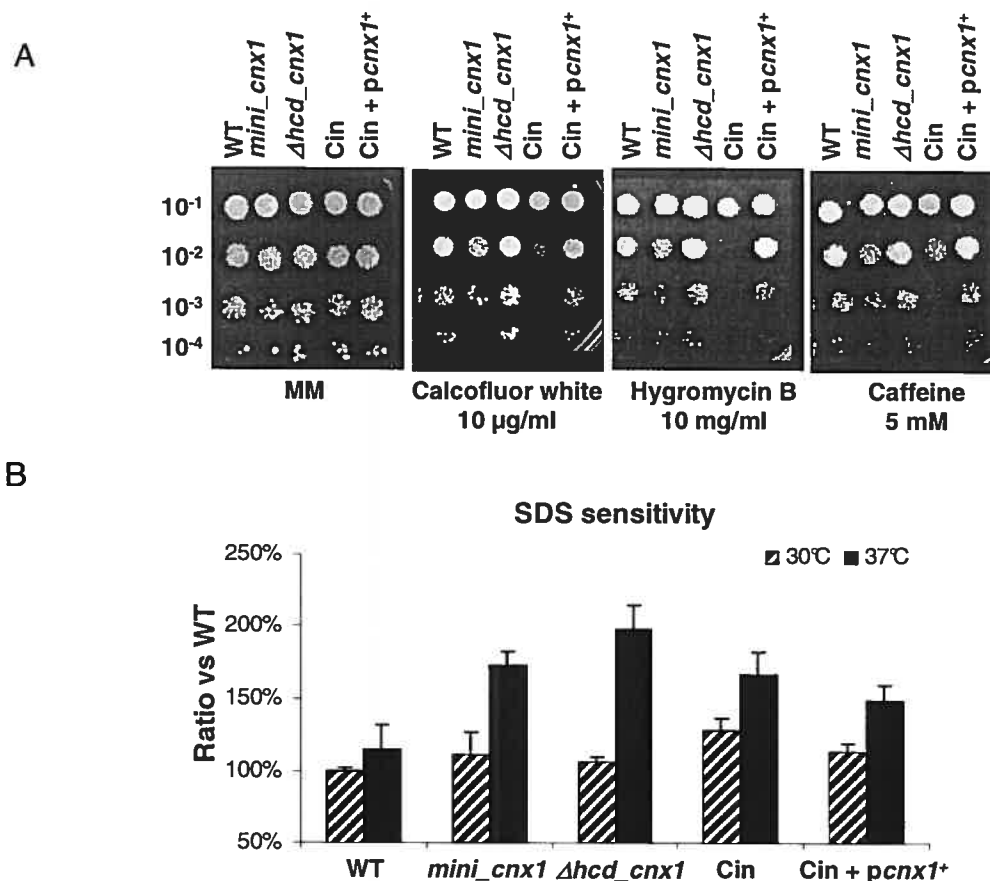 A
WT
mini_cnx1
Δhcd_cnx1
Cin
Cin + pcnx1⁺
WT
mini_cnx1
Δhcd_cnx1
Cin
Cin + pcnx1⁺
WT
mini_cnx1
Δhcd_cnx1
Cin
Cin + pcnx1⁺
WT
mini_cnx1
Δhcd_cnx1
Cin
Cin + pcnx1⁺
10⁻¹
10⁻²
10⁻³
10⁻⁴
MM
Calcofluor white
10 µg/ml
Hygromycin B
10 mg/ml
Caffeine
5 mM
B
SDS sensitivity
30℃ 37℃
Ratio vs WT
250%
200%
150%
100%
50%
WT mini_cnx1 Δhcd_cnx1 Cin Cin + pcnx1⁺